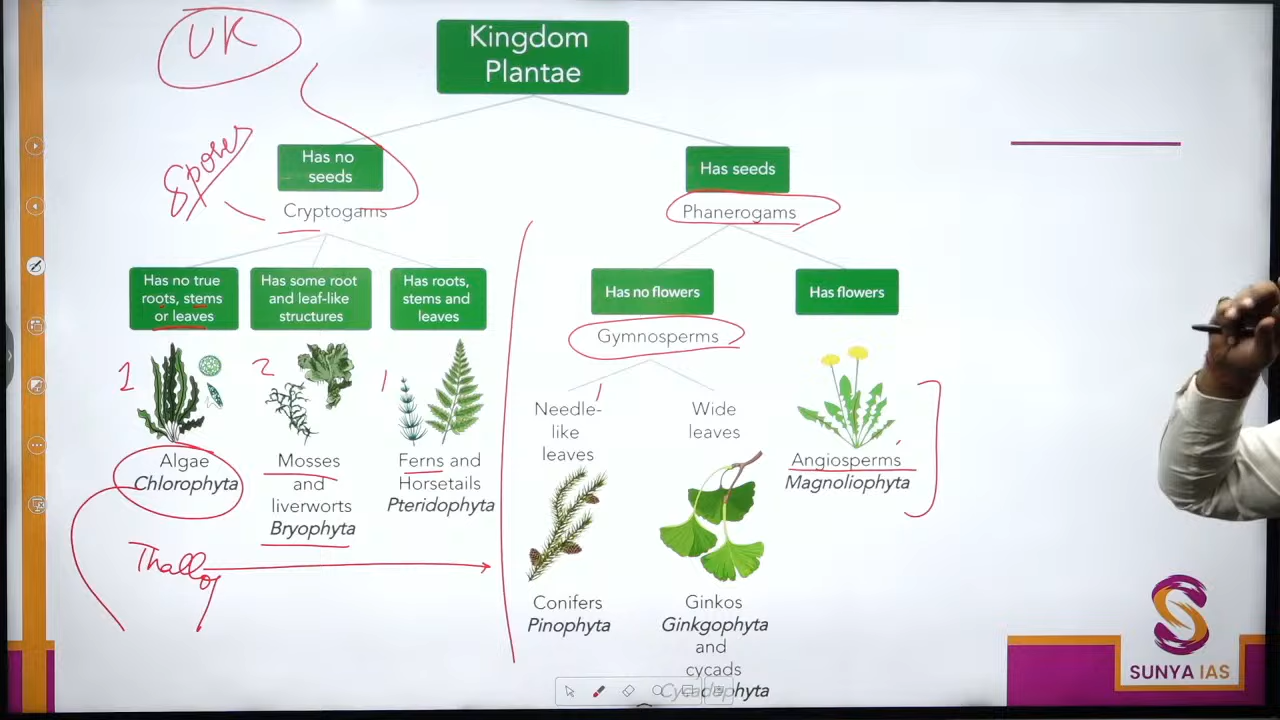 UK
Kingdom
Plantae
Spores
Has no
seeds
Has seeds
Cryptogams
Phanerogams
Has no true
roots, stems
or leaves
Has some root
and leaf-like
structures
Has roots,
stems and
leaves
Has no flowers
Has flowers
Gymnosperms
1
2
Needle-
like
leaves
Wide
leaves
Algae
Chlorophyta
Mosses
and
liverworts
Bryophyta
Ferns and
Horsetails
Pteridophyta
Angiosperms
Magnoliophyta
Conifers
Pinophyta
Ginkos
Ginkgophyta
and
cycads
SUNYA IAS